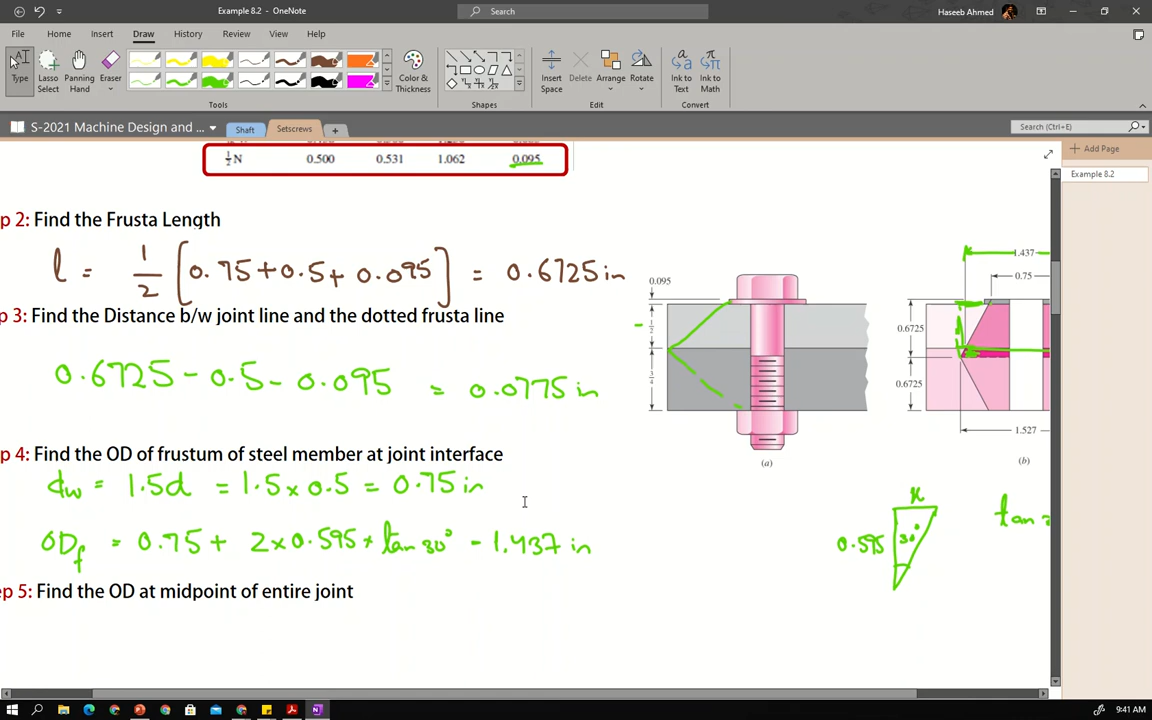 Example 8.2 - OneNote
Search
Haseeb Ahmed
File Home Insert Draw History Review View Help
Type
Lasso Select
Panning Hand
Eraser
Color & Thickness
Insert Space
Delete
Arrange
Rotate
Ink to Text
Ink to Math
Tools
Shapes
Edit
Convert
S-2021 Machine Design and ...
Shaft
Setscrews
Search (Ctrl+E)
Add Page
Example 8.2
1/2 N 0.500 0.531 1.062 0.095
p 2: Find the Frusta Length
l = 1/2 [0.75+0.5+0.095] = 0.6725 in
p 3: Find the Distance b/w joint line and the dotted frusta line
0.6725 - 0.5 - 0.095 = 0.0775 in
p 4: Find the OD of frustum of steel member at joint interface
dw = 1.5d = 1.5 × 0.5 = 0.75 in
ODf = 0.75 + 2 × 0.595 × tan 30° - 1.437 in
ep 5: Find the OD at midpoint of entire joint
0.095
1/2
3/4
(a)
1.437
0.75
0.6725
0.6725
1.527
(b)
x
0.595
30°
tan
9:41 AM